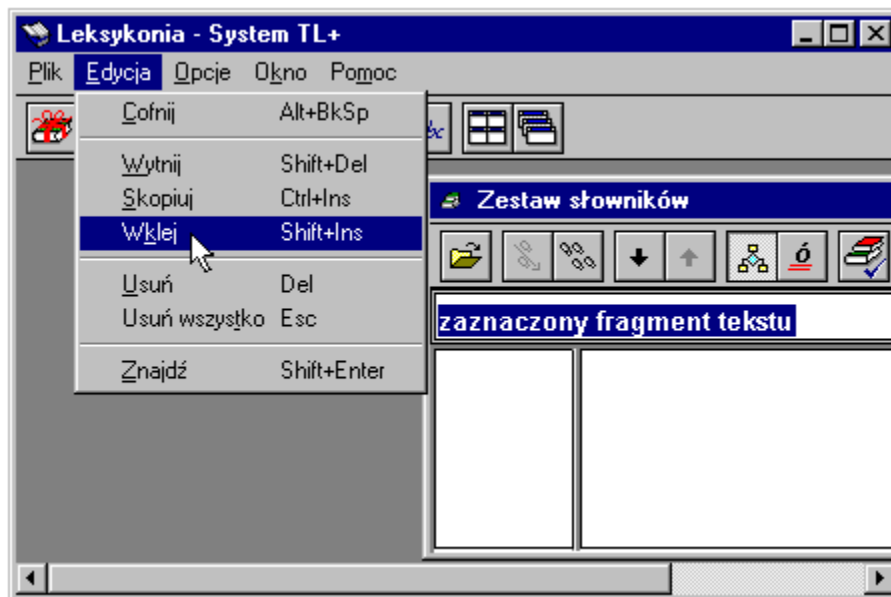 Leksykonia - System TL+
Plik Edycja Opcje Okno Pomoc
Cofnij Alt+BkSp
Wytnij Shift+Del
Skopiuj Ctrl+Ins
Wklej Shift+Ins
Usuń Del
Usuń wszystko Esc
Znajdź Shift+Enter
Zestaw słowników
ó
zaznaczony fragment tekstu